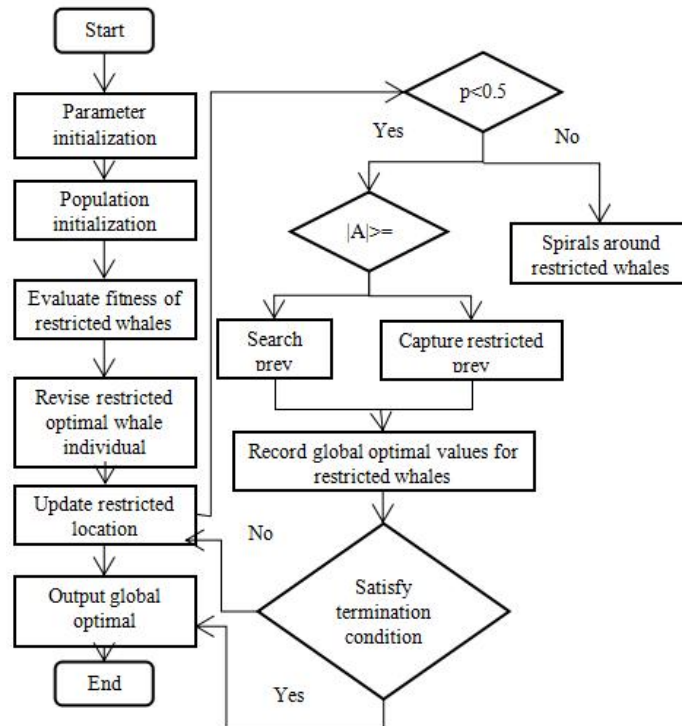 Start
Parameter
initialization
Population
initialization
Evaluate fitness of
restricted whales
Revise restricted
optimal whale
individual
Update restricted
location
Output global
optimal
End
p<0.5
Yes
No
|A|>=
Spirals around
restricted whales
Search
prey
Capture restricted
prey
Record global optimal values for
restricted whales
Satisfy
termination
condition
No
Yes